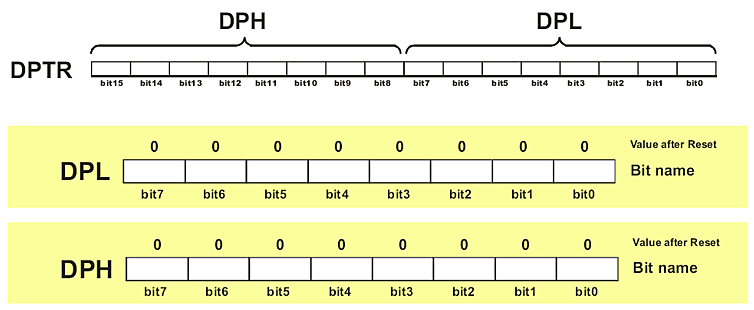 DPH DPL
DPTR
bit15 bit14 bit13 bit12 bit11 bit10 bit9 bit8 bit7 bit6 bit5 bit4 bit3 bit2 bit1 bit0
0 0 0 0 0 0 0 0 Value after Reset
DPL Bit name
bit7 bit6 bit5 bit4 bit3 bit2 bit1 bit0
0 0 0 0 0 0 0 0 Value after Reset
DPH Bit name
bit7 bit6 bit5 bit4 bit3 bit2 bit1 bit0